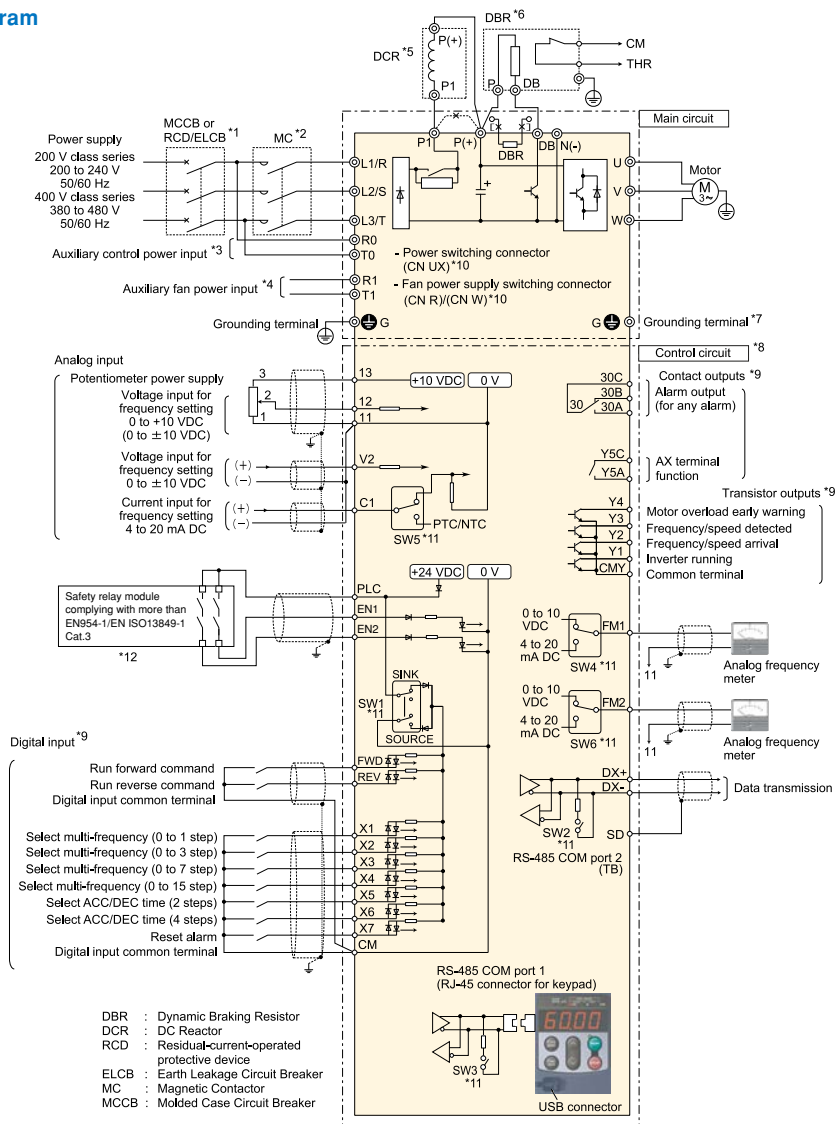 ram
DBR *6
DCR *5
P(+)
P1
P
DB
CM
THR
MCCB or
RCD/ELCB *1
MC *2
Power supply
200 V class series
200 to 240 V
50/60 Hz
400 V class series
380 to 480 V
50/60 Hz
Main circuit
P1
P(+)
DBR
DB
N(-)
L1/R
L2/S
L3/T
U
V
W
Motor
M
3~
Auxiliary control power input *3
R0
T0
- Power switching connector
(CN UX) *10
Auxiliary fan power input *4
R1
T1
- Fan power supply switching connector
(CN R)/(CN W) *10
Grounding terminal
G
G
Grounding terminal *7
Control circuit *8
Analog input
Potentiometer power supply
Voltage input for
frequency setting
0 to +10 VDC
(0 to ±10 VDC)
3
2
1
13
12
11
+10 VDC
0 V
Voltage input for
frequency setting
0 to ±10 VDC
(+)
(-)
V2
Current input for
frequency setting
4 to 20 mA DC
(+)
(-)
C1
PTC/NTC
SW5 *11
30C
30B
30
30A
Contact outputs *9
Alarm output
(for any alarm)
Y5C
Y5A
AX terminal
function
Transistor outputs *9
Y4
Motor overload early warning
Y3
Frequency/speed detected
Y2
Frequency/speed arrival
Y1
Inverter running
CMY
Common terminal
Safety relay module
complying with more than
EN954-1/EN ISO13849-1
Cat.3
*12
PLC
+24 VDC
0 V
EN1
EN2
SINK
SW1
*11
SOURCE
0 to 10
VDC
4 to 20
mA DC
FM1
SW4 *11
11
Analog frequency
meter
0 to 10
VDC
4 to 20
mA DC
FM2
SW6 *11
11
Analog frequency
meter
Digital input *9
Run forward command
Run reverse command
Digital input common terminal
FWD
REV
DX+
DX-
Data transmission
SW2
*11
SD
RS-485 COM port 2
(TB)
Select multi-frequency (0 to 1 step)
X1
Select multi-frequency (0 to 3 step)
X2
Select multi-frequency (0 to 7 step)
X3
Select multi-frequency (0 to 15 step)
X4
Select ACC/DEC time (2 steps)
X5
Select ACC/DEC time (4 steps)
X6
Reset alarm
X7
Digital input common terminal
CM
RS-485 COM port 1
(RJ-45 connector for keypad)
SW3
*11
60.00
USB connector
DBR : Dynamic Braking Resistor
DCR : DC Reactor
RCD : Residual-current-operated
protective device
ELCB : Earth Leakage Circuit Breaker
MC : Magnetic Contactor
MCCB : Molded Case Circuit Breaker